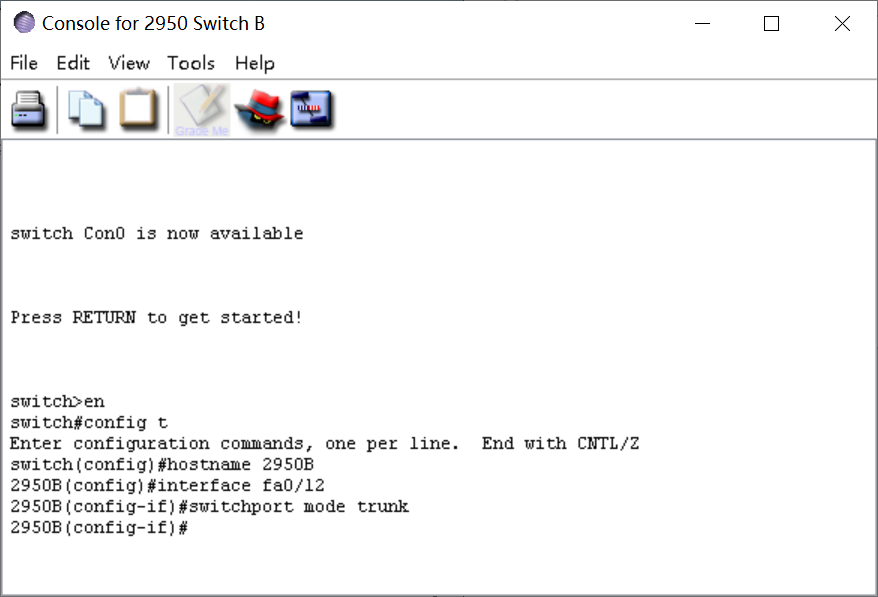 Console for 2950 Switch B
File Edit View Tools Help
Grade Me
switch Con0 is now available
Press RETURN to get started!
switch>en
switch#config t
Enter configuration commands, one per line.  End with CNTL/Z
switch(config)#hostname 2950B
2950B(config)#interface fa0/12
2950B(config-if)#switchport mode trunk
2950B(config-if)#